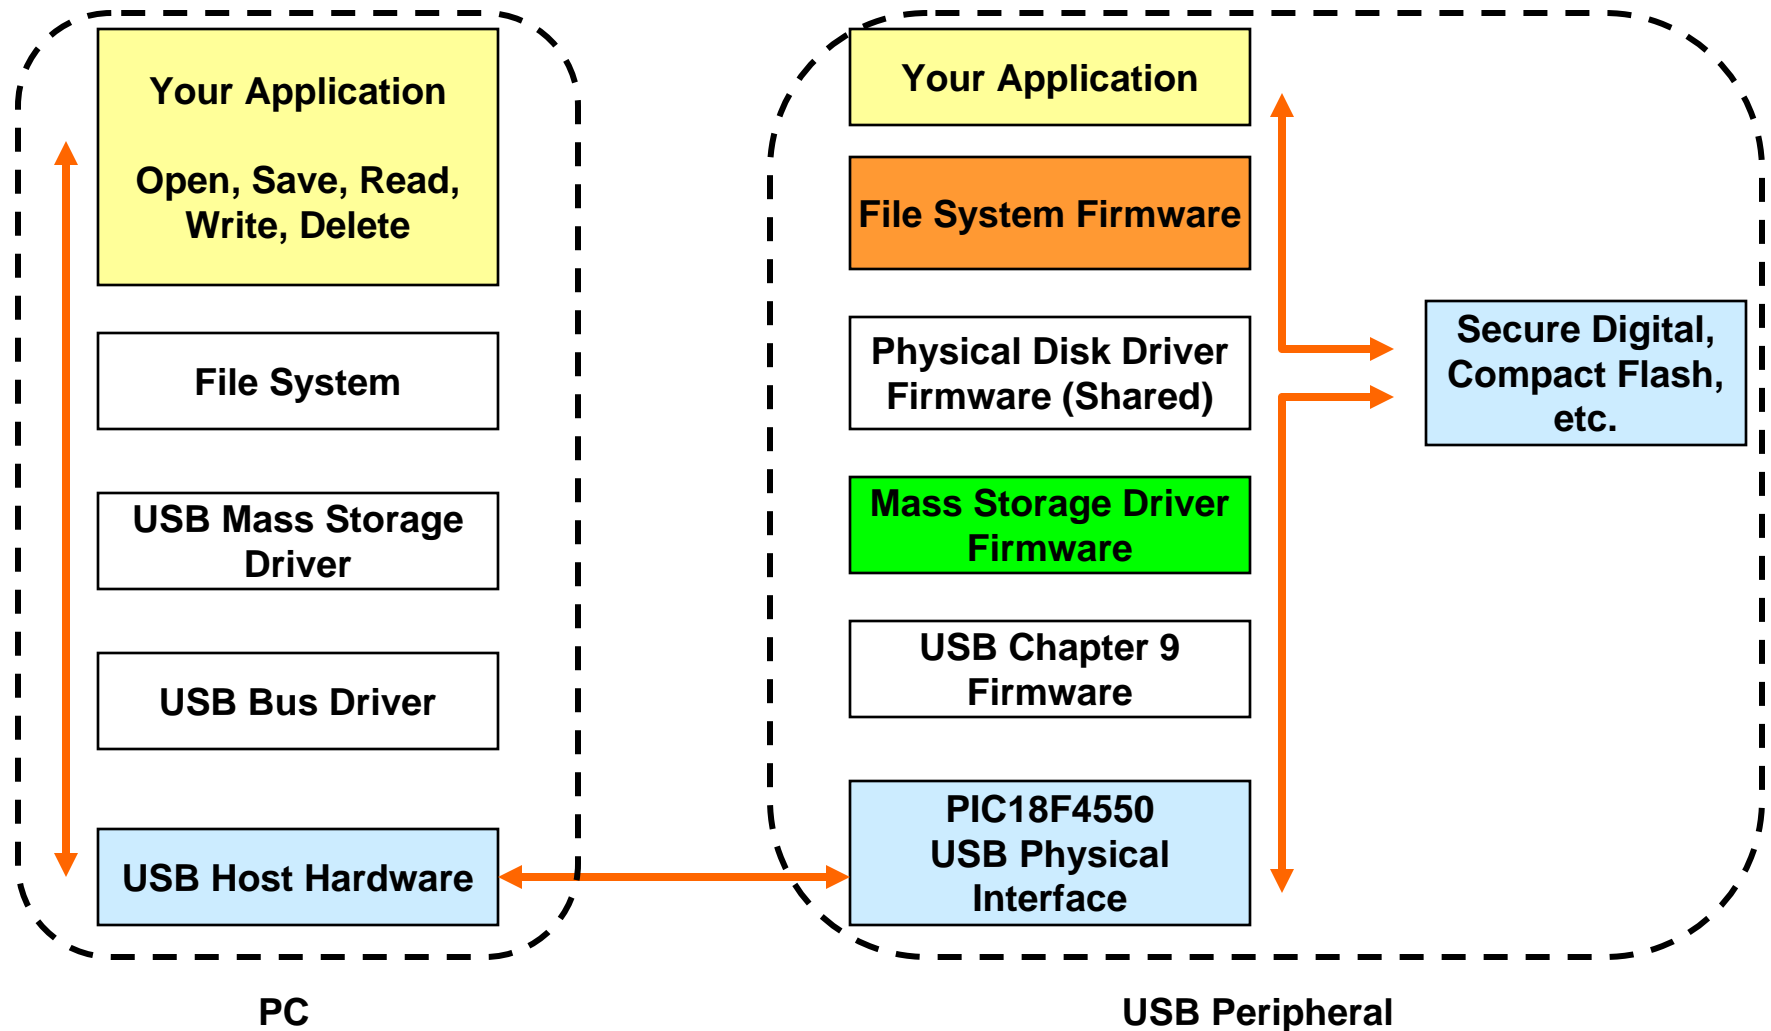 Your Application
Open, Save, Read,
Write, Delete
File System
USB Mass Storage
Driver
USB Bus Driver
USB Host Hardware
PC
Your Application
File System Firmware
Physical Disk Driver
Firmware (Shared)
Mass Storage Driver
Firmware
USB Chapter 9
Firmware
PIC18F4550
USB Physical
Interface
Secure Digital,
Compact Flash,
etc.
USB Peripheral